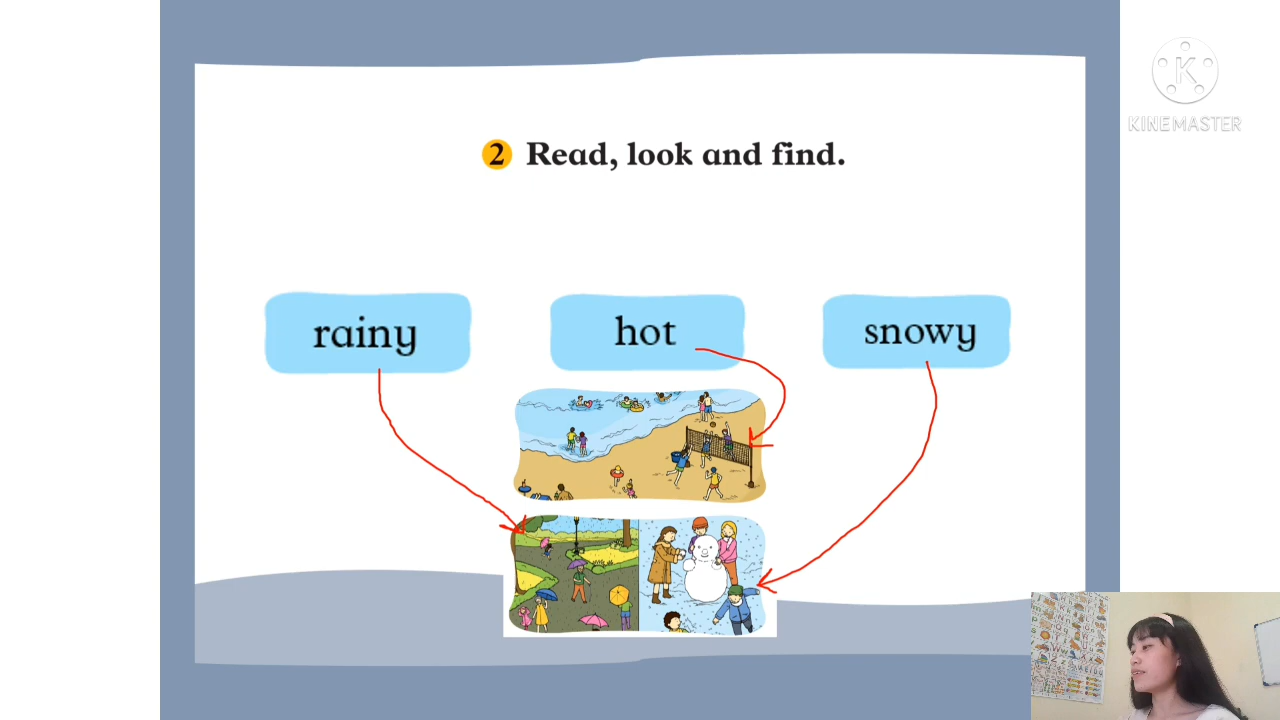 2 Read, look and find.
K
KINEMASTER
rainy
hot
snowy